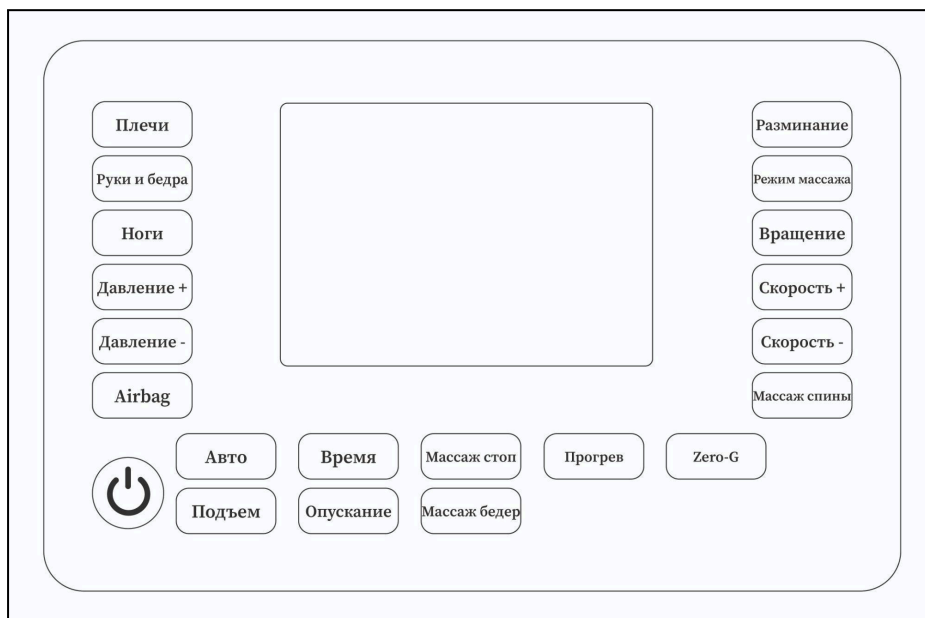 Плечи
Руки и бедра
Ноги
Давление +
Давление -
Airbag
Разминание
Режим массажа
Вращение
Скорость +
Скорость -
Массаж спины
Авто
Время
Массаж стоп
Прогрев
Zero-G
Подъем
Опускание
Массаж бедер